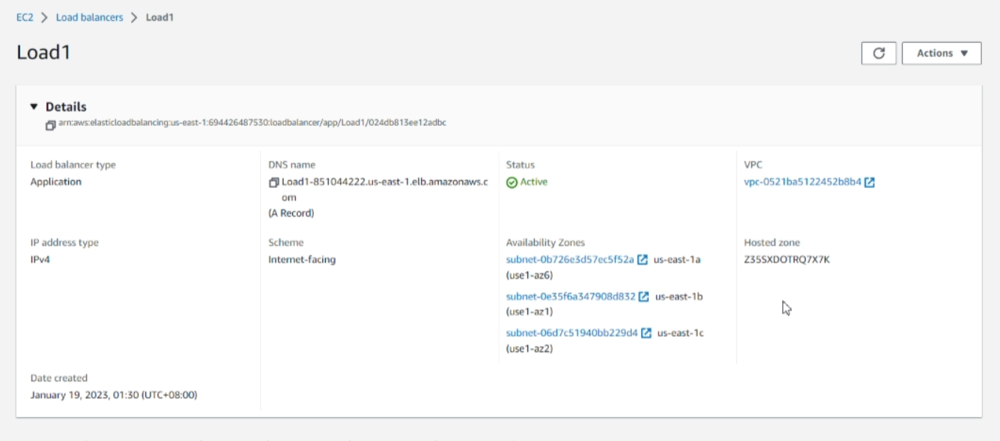 EC2 > Load balancers > Load1
Load1
Actions
Details
arn:aws:elasticloadbalancing:us-east-1:694426487530:loadbalancer/app/Load1/024db813ee12adbc
Load balancer type
Application
DNS name
Load1-851044222.us-east-1.elb.amazonaws.c
om
(A Record)
Status
Active
VPC
vpc-0521ba5122452b8b4
IP address type
IPv4
Scheme
Internet-facing
Availability Zones
subnet-0b726e3d57ec5f52a us-east-1a
(use1-az6)
subnet-0e35f6a347908d832 us-east-1b
(use1-az1)
subnet-06d7c51940bb229d4 us-east-1c
(use1-az2)
Hosted zone
Z35SXDOTRQ7X7K
Date created
January 19, 2023, 01:30 (UTC+08:00)